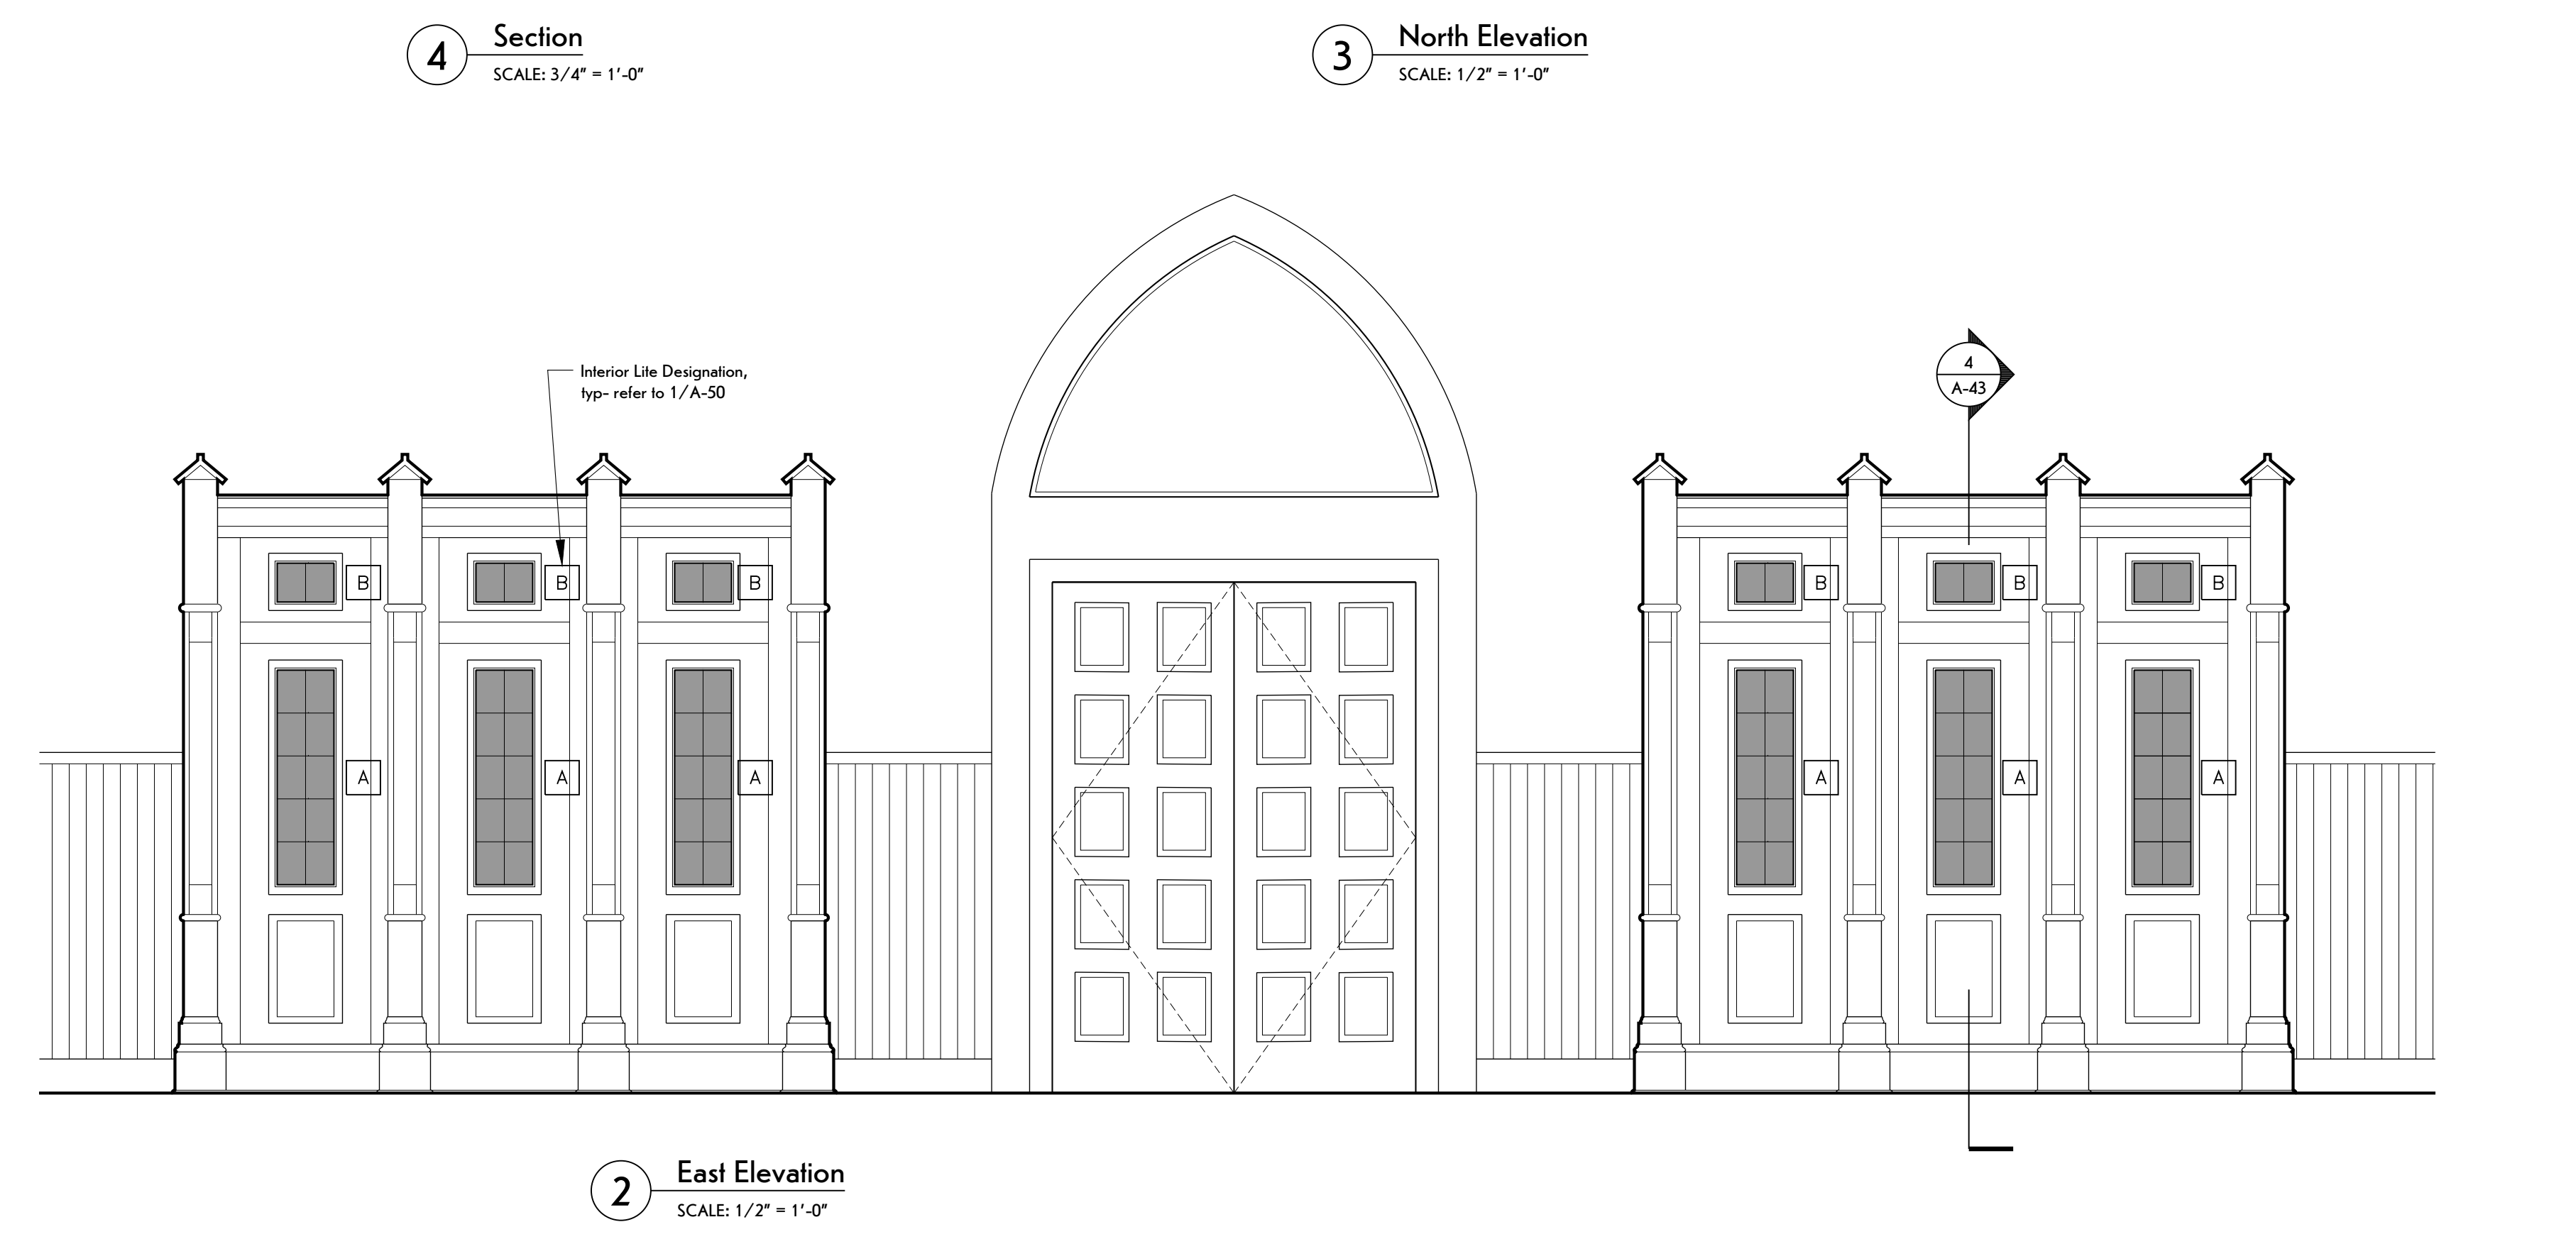 4
Section
SCALE: 3/4" = 1'-0"
3
North Elevation
SCALE: 1/2" = 1'-0"
Interior Lite Designation,
typ- refer to 1/A-50
4
A-43
B
B
B
B
B
B
A
A
A
A
A
A
2
East Elevation
SCALE: 1/2" = 1'-0"